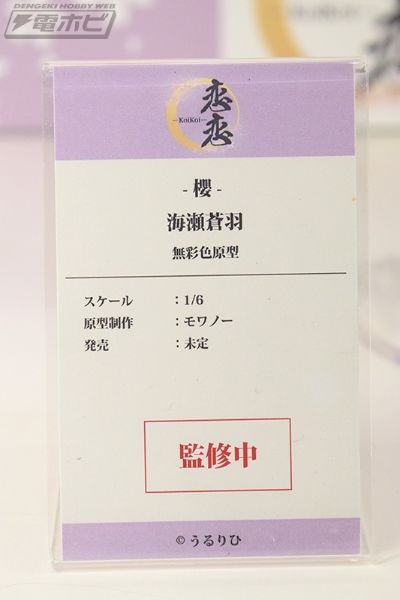 DENGEKI HOBBY WEB
電ホビ
恋恋
KoiKoi
- 櫻 -
海瀬蒼羽
無彩色原型
スケール ：1/6
原型制作 ：モワノー
発売 ：未定
監修中
© うるりひ